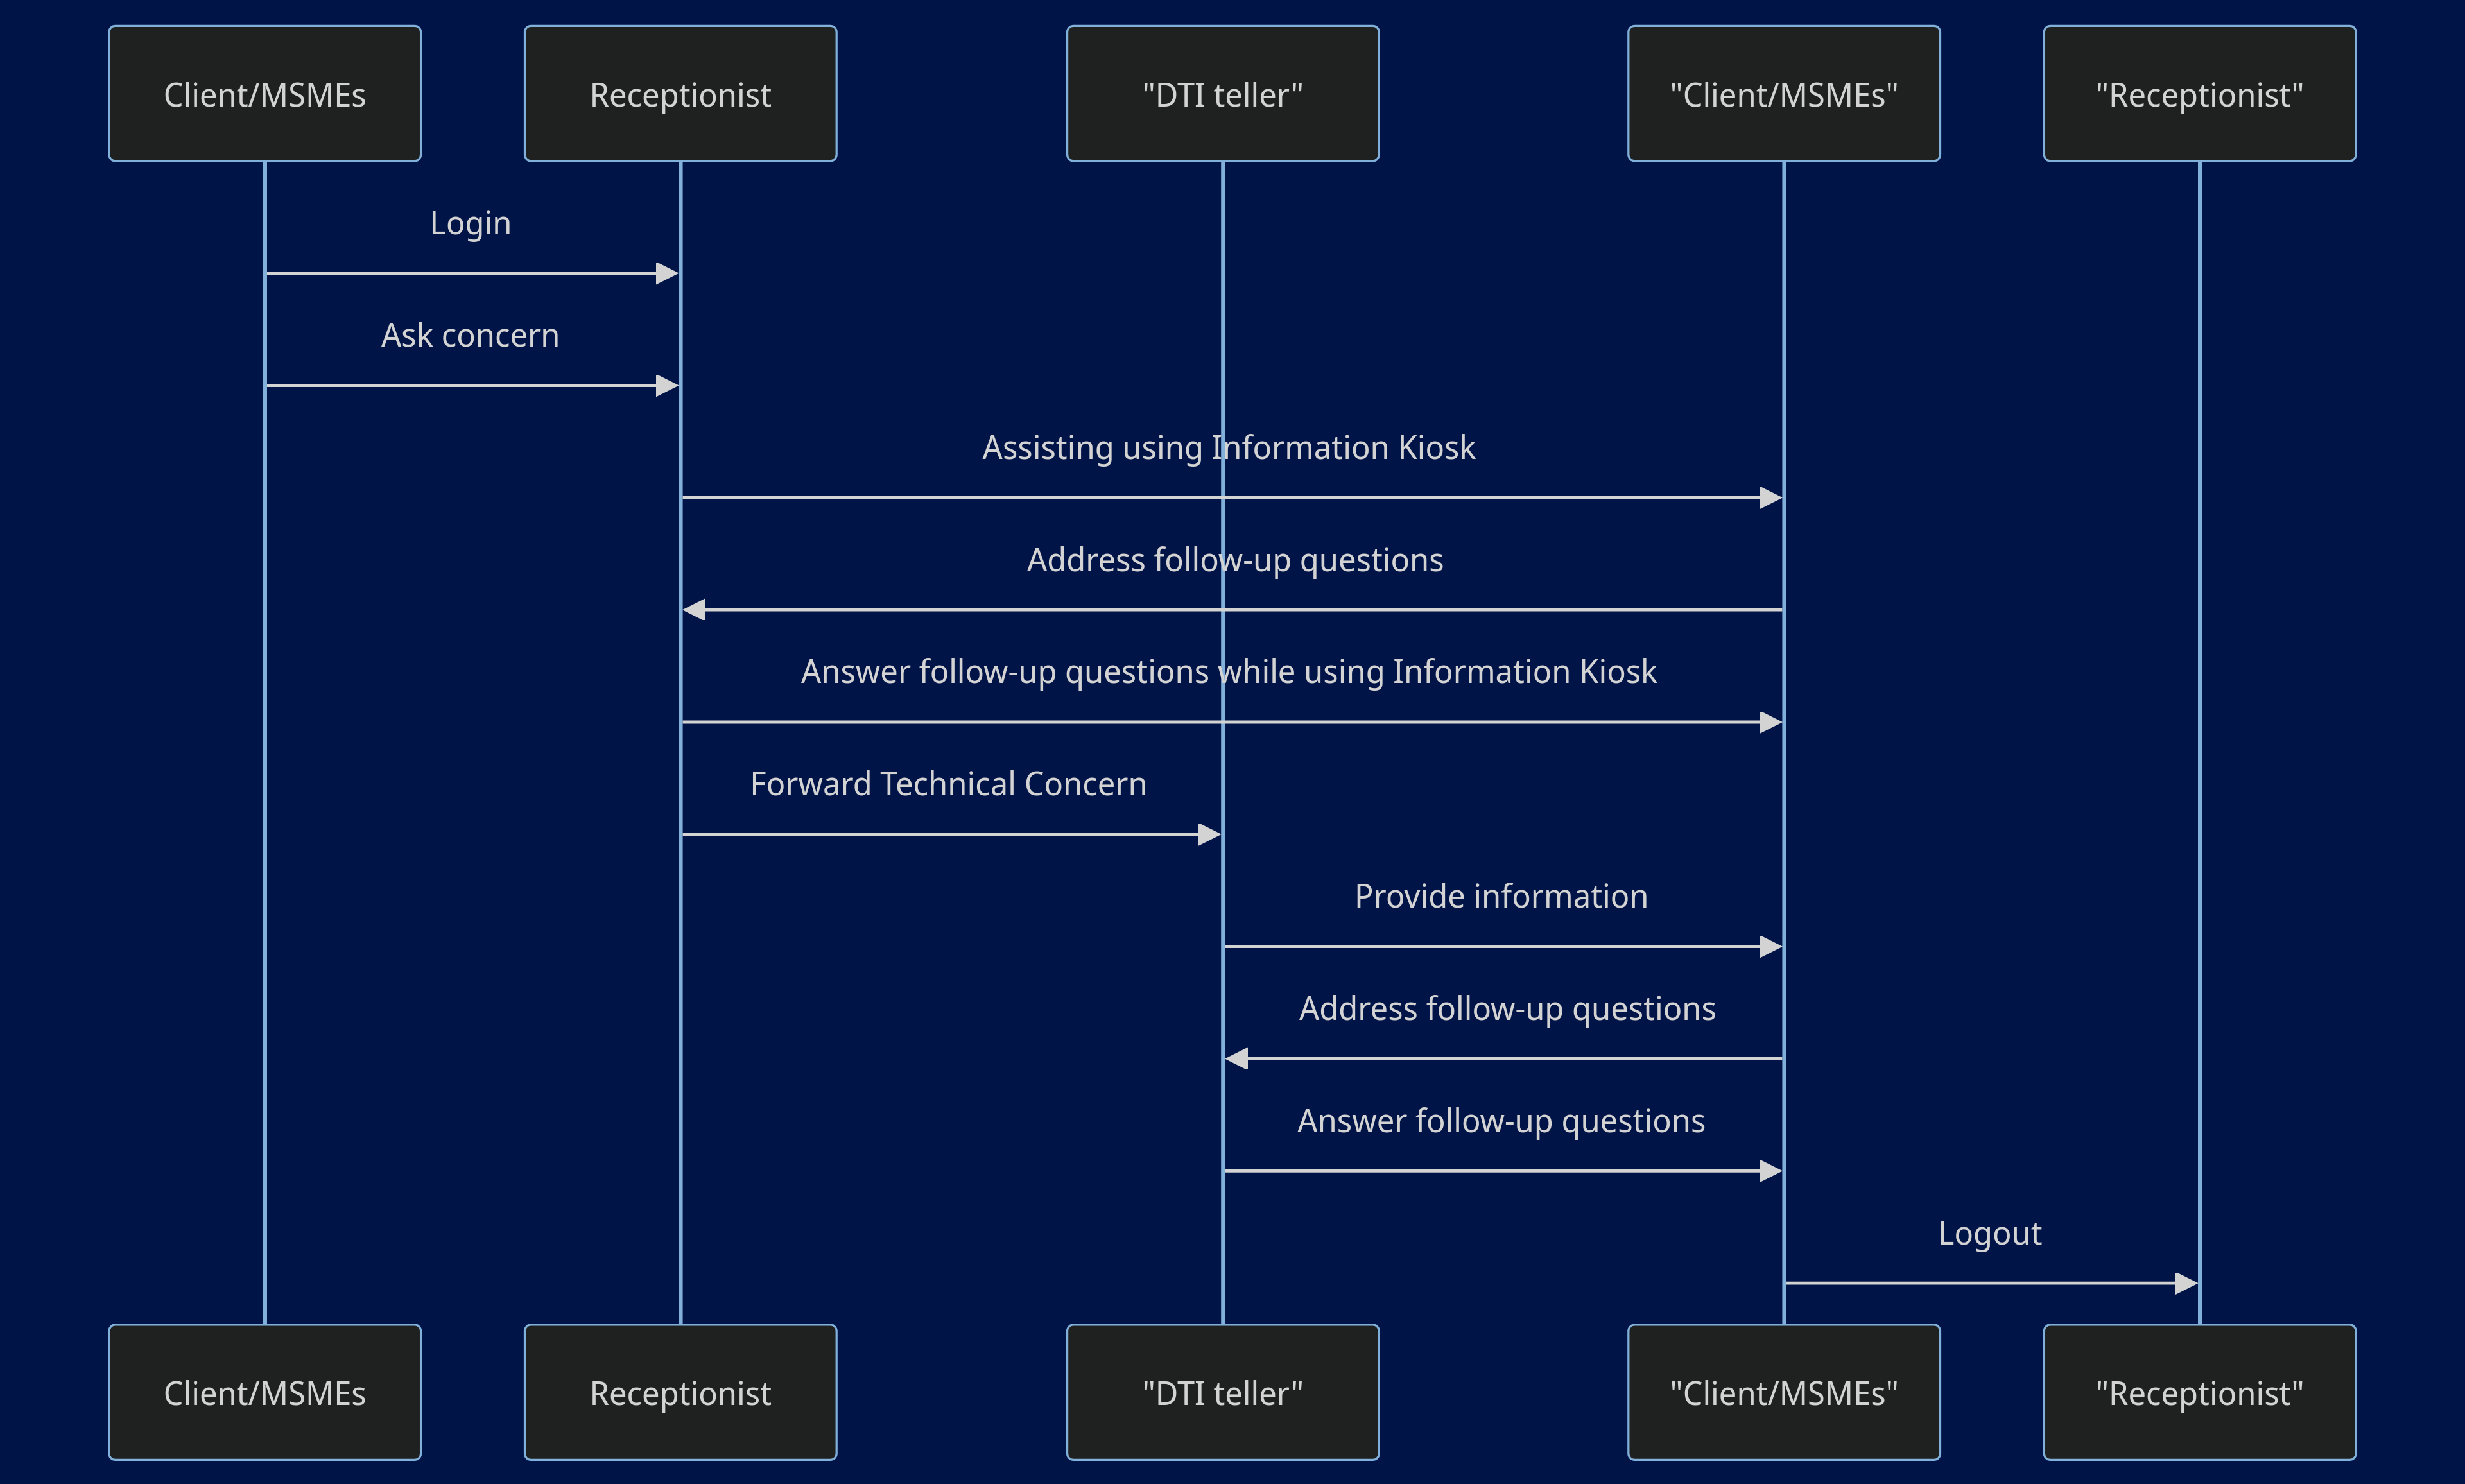 Client/MSMEs
Receptionist
"DTI teller"
"Client/MSMEs"
"Receptionist"
Login
Ask concern
Assisting using Information Kiosk
Address follow-up questions
Answer follow-up questions while using Information Kiosk
Forward Technical Concern
Provide information
Address follow-up questions
Answer follow-up questions
Logout
Client/MSMEs
Receptionist
"DTI teller"
"Client/MSMEs"
"Receptionist"